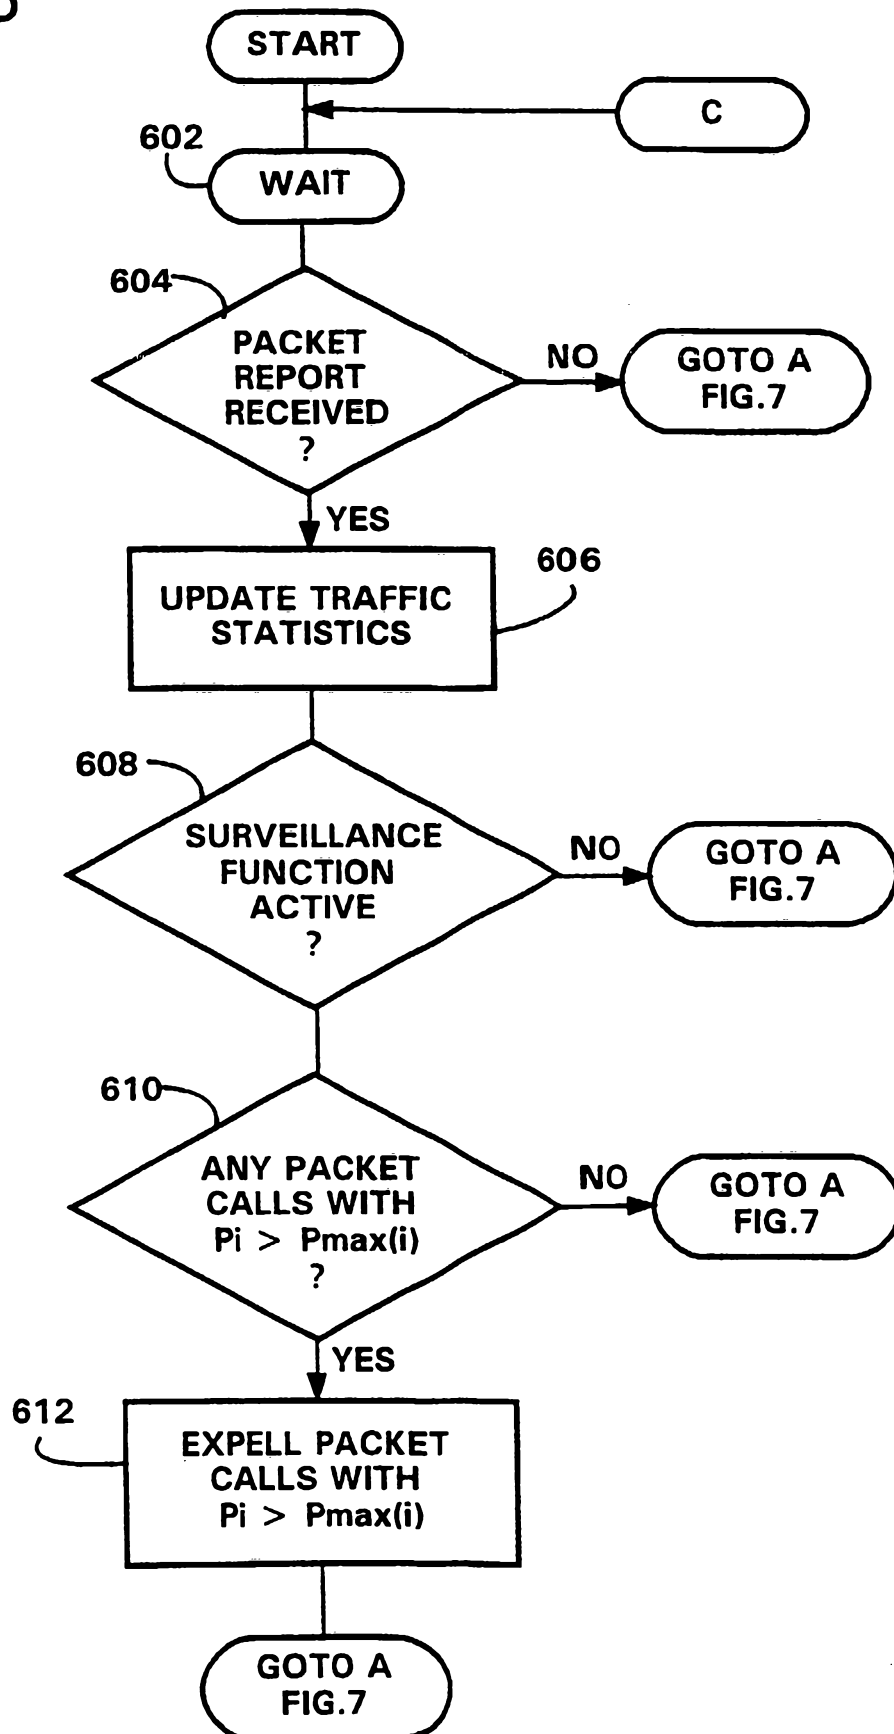 START
C
602
WAIT
604
PACKET
REPORT
RECEIVED
?
NO
GOTO A
FIG.7
YES
606
UPDATE TRAFFIC
STATISTICS
608
SURVEILLANCE
FUNCTION
ACTIVE
?
NO
GOTO A
FIG.7
610
ANY PACKET
CALLS WITH
Pi > Pmax(i)
?
NO
GOTO A
FIG.7
YES
612
EXPELL PACKET
CALLS WITH
Pi > Pmax(i)
GOTO A
FIG.7